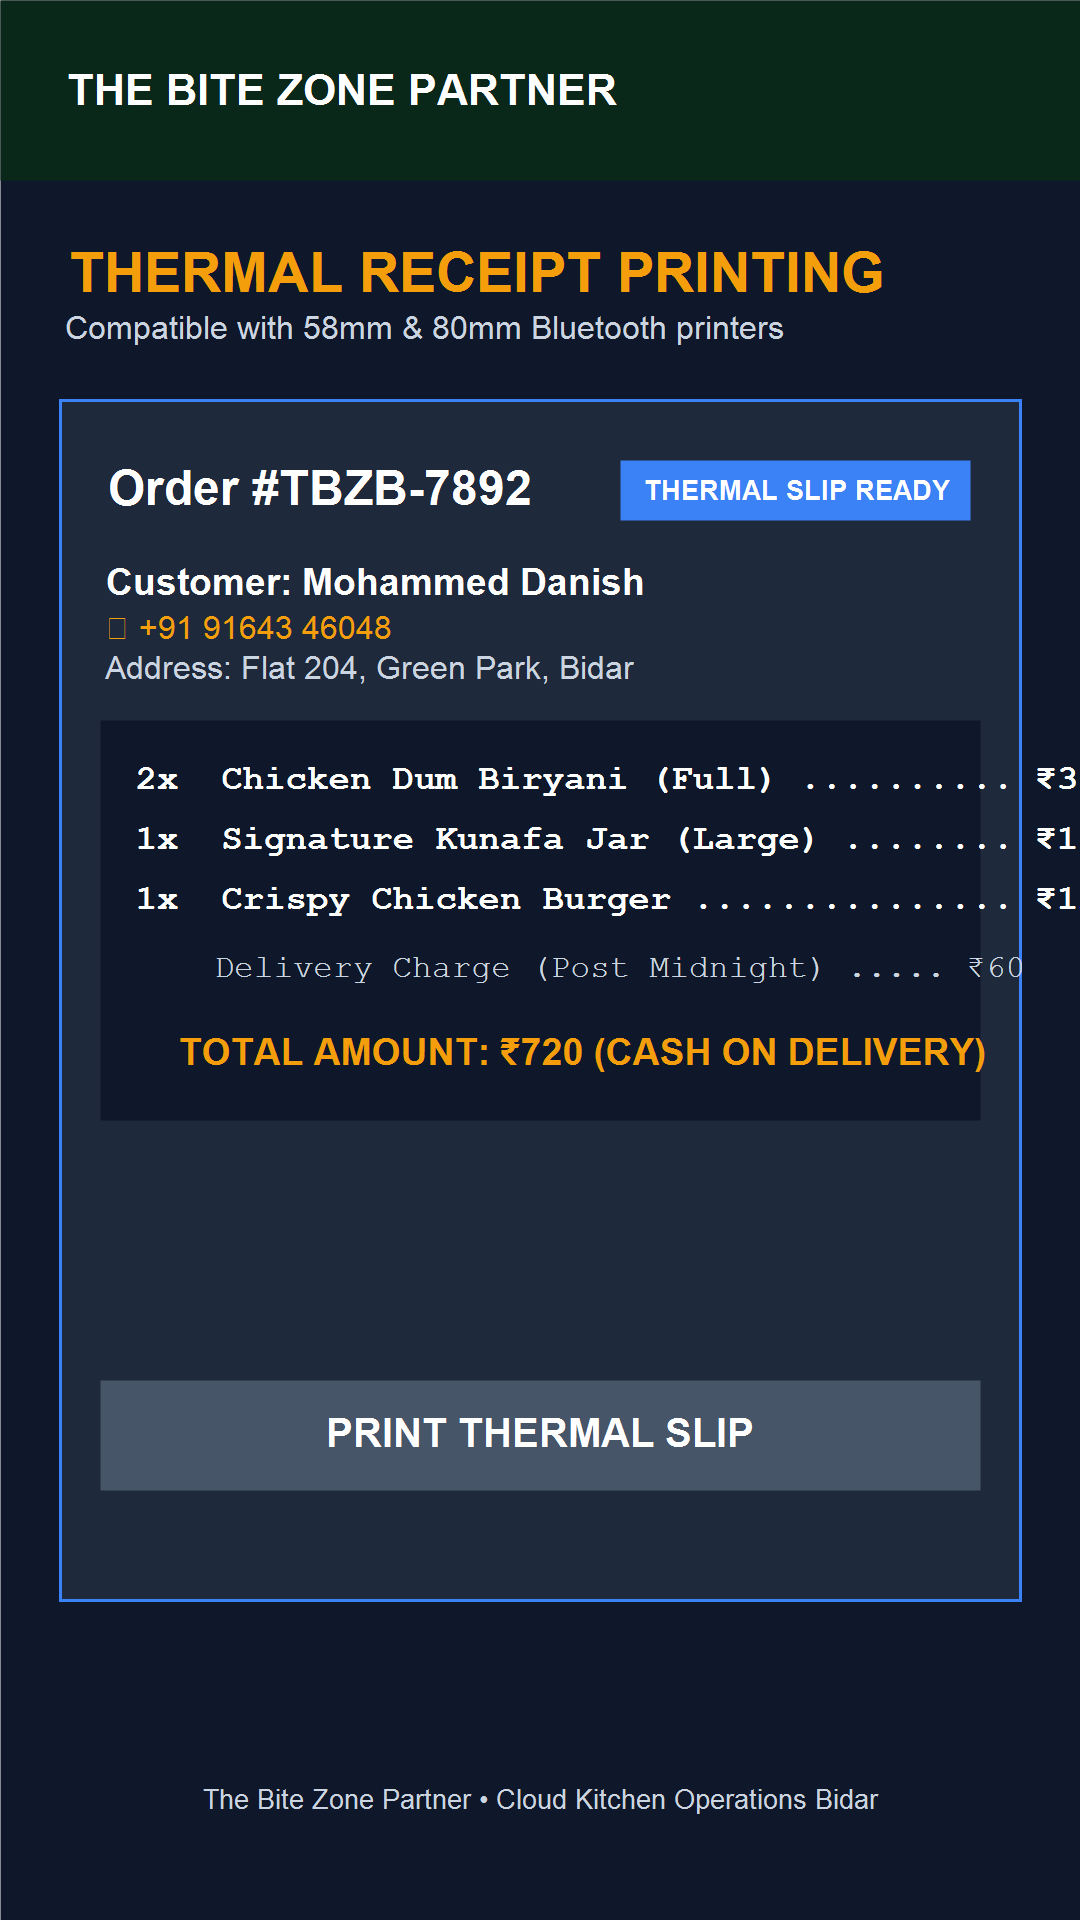 THE BITE ZONE PARTNER
THERMAL RECEIPT PRINTING
Compatible with 58mm & 80mm Bluetooth printers
Order #TBZB-7892
THERMAL SLIP READY
Customer: Mohammed Danish
+91 91643 46048
Address: Flat 204, Green Park, Bidar
2x Chicken Dum Biryani (Full) .......... ₹3
1x Signature Kunafa Jar (Large) ........ ₹1
1x Crispy Chicken Burger ............... ₹1
Delivery Charge (Post Midnight) ..... ₹60
TOTAL AMOUNT: ₹720 (CASH ON DELIVERY)
PRINT THERMAL SLIP
The Bite Zone Partner • Cloud Kitchen Operations Bidar